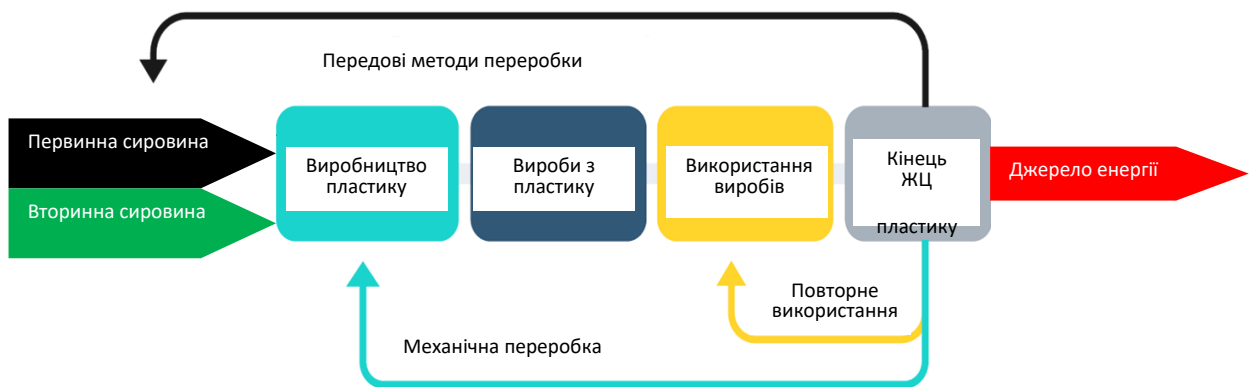 Передові методи переробки
Первинна сировина
Вторинна сировина
Виробництво
пластику
Вироби з
пластику
Використання
виробів
Кінець
ЖЦ
пластику
Джерело енергії
Повторне
використання
Механічна переробка